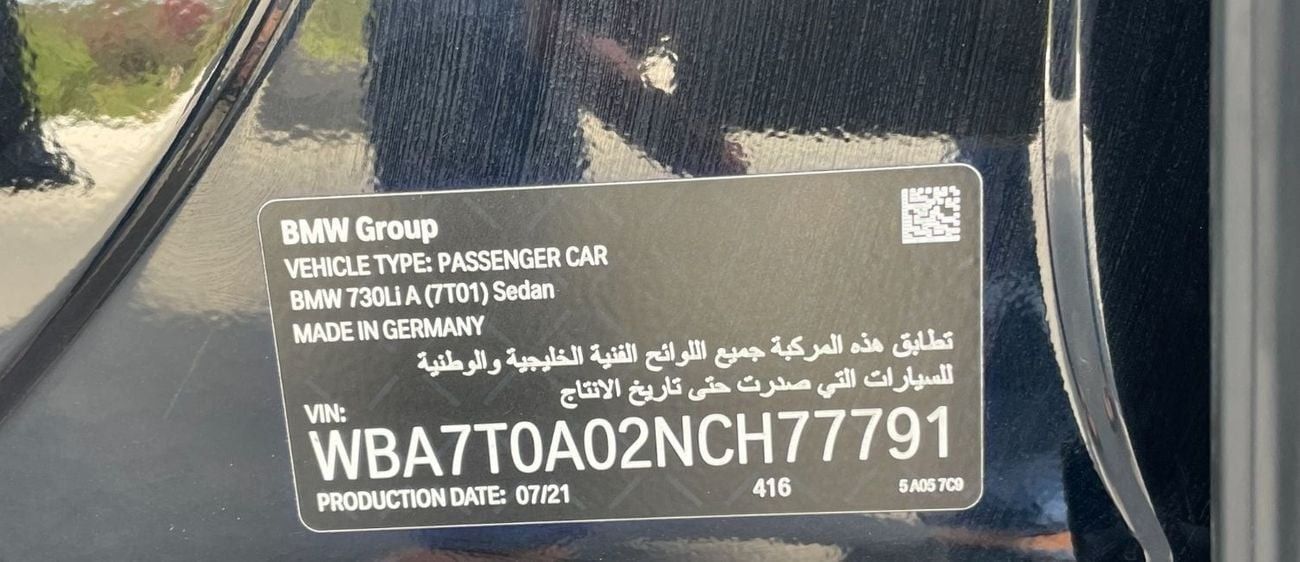 BMW Group
VEHICLE TYPE: PASSENGER CAR
BMW 730Li A (7T01) Sedan
MADE IN GERMANY
تطابق هذه المركبة جميع اللوائح الفنية الخليجية والوطنية
للسيارات التي صدرت حتى تاريخ الانتاج
VIN:
WBA7T0A02NCH77791
PRODUCTION DATE: 07/21 416 5 A05 7C9